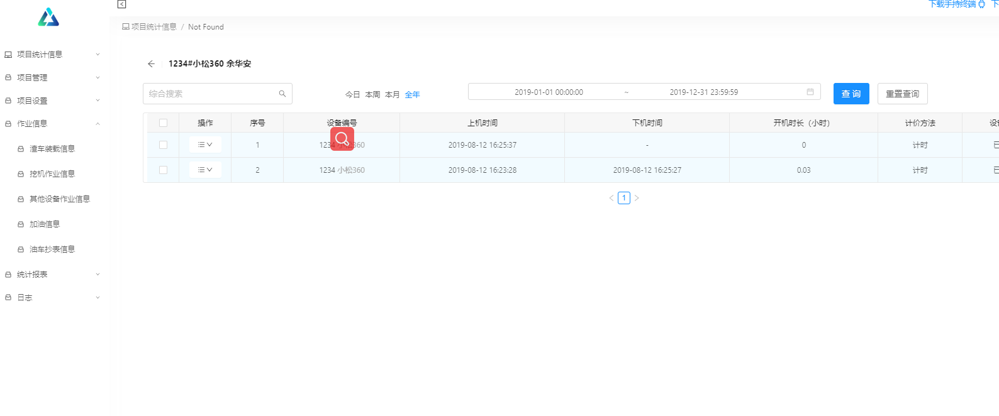 下载手持终端 下
项目统计信息 / Not Found
项目统计信息
项目管理
项目设置
作业信息
渣车装载信息
挖机作业信息
其他设备作业信息
加油信息
油车抄表信息
统计报表
日志
1234#小松360 余华安
综合搜索
今日 本周 本月 全年
2019-01-01 00:00:00 ~ 2019-12-31 23:59:59
查 询
重置查询
操作 序号 设备编号 上机时间 下机时间 开机时长（小时） 计价方法 设
1 1234 小松360 2019-08-12 16:25:37 - 0 计时 已
2 1234 小松360 2019-08-12 16:23:28 2019-08-12 16:25:27 0.03 计时 已
< 1 >